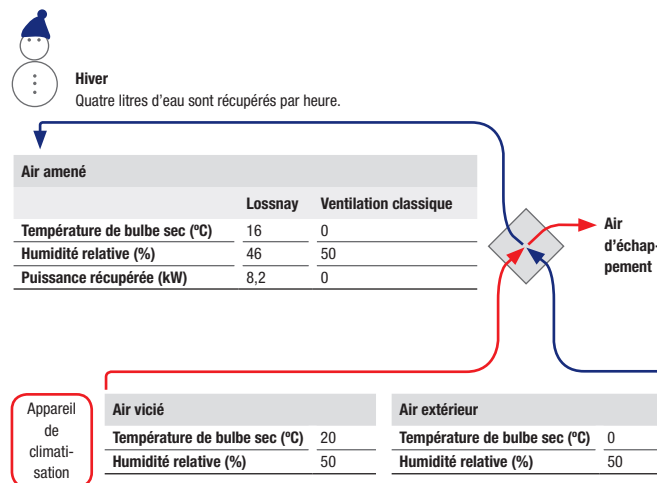 Hiver
Quatre litres d'eau sont récupérés par heure.
Air amené
Lossnay Ventilation classique
Température de bulbe sec (ºC) 16 0
Humidité relative (%) 46 50
Puissance récupérée (kW) 8,2 0
Air
d'échap-
pement
Appareil
de
climati-
sation
Air vicié
Température de bulbe sec (ºC) 20
Humidité relative (%) 50
Air extérieur
Température de bulbe sec (ºC) 0
Humidité relative (%) 50